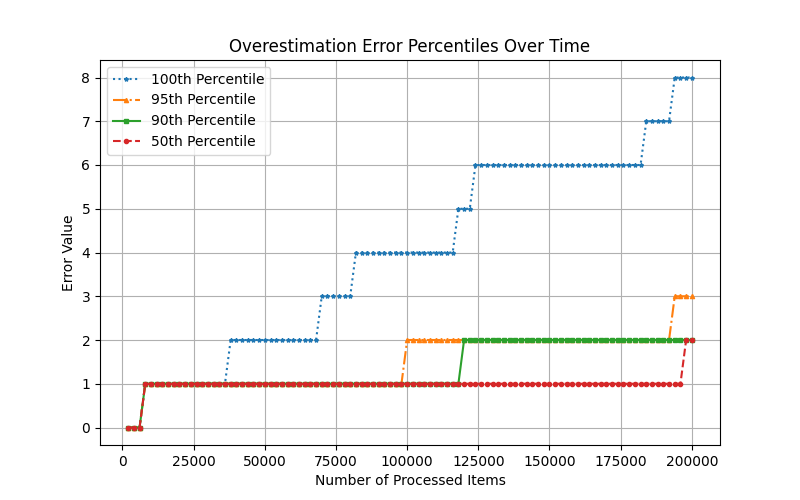 Overestimation Error Percentiles Over Time
100th Percentile
95th Percentile
90th Percentile
50th Percentile
Error Value
8
7
6
5
4
3
2
1
0
0 25000 50000 75000 100000 125000 150000 175000 200000
Number of Processed Items